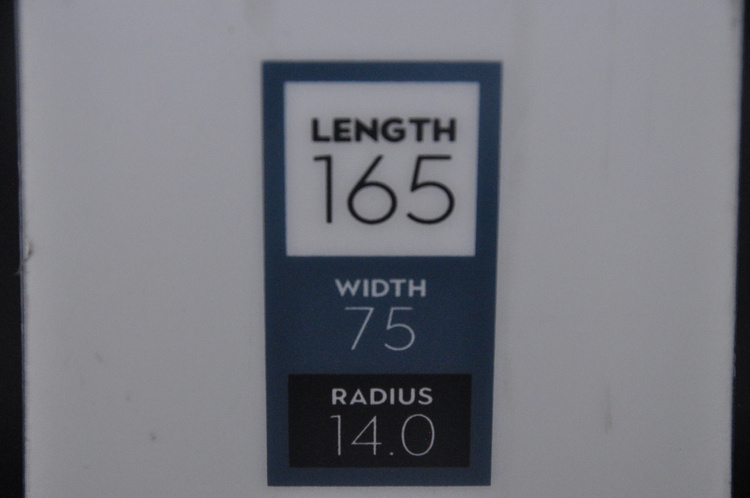 LENGTH
165
WIDTH
75
RADIUS
14.0